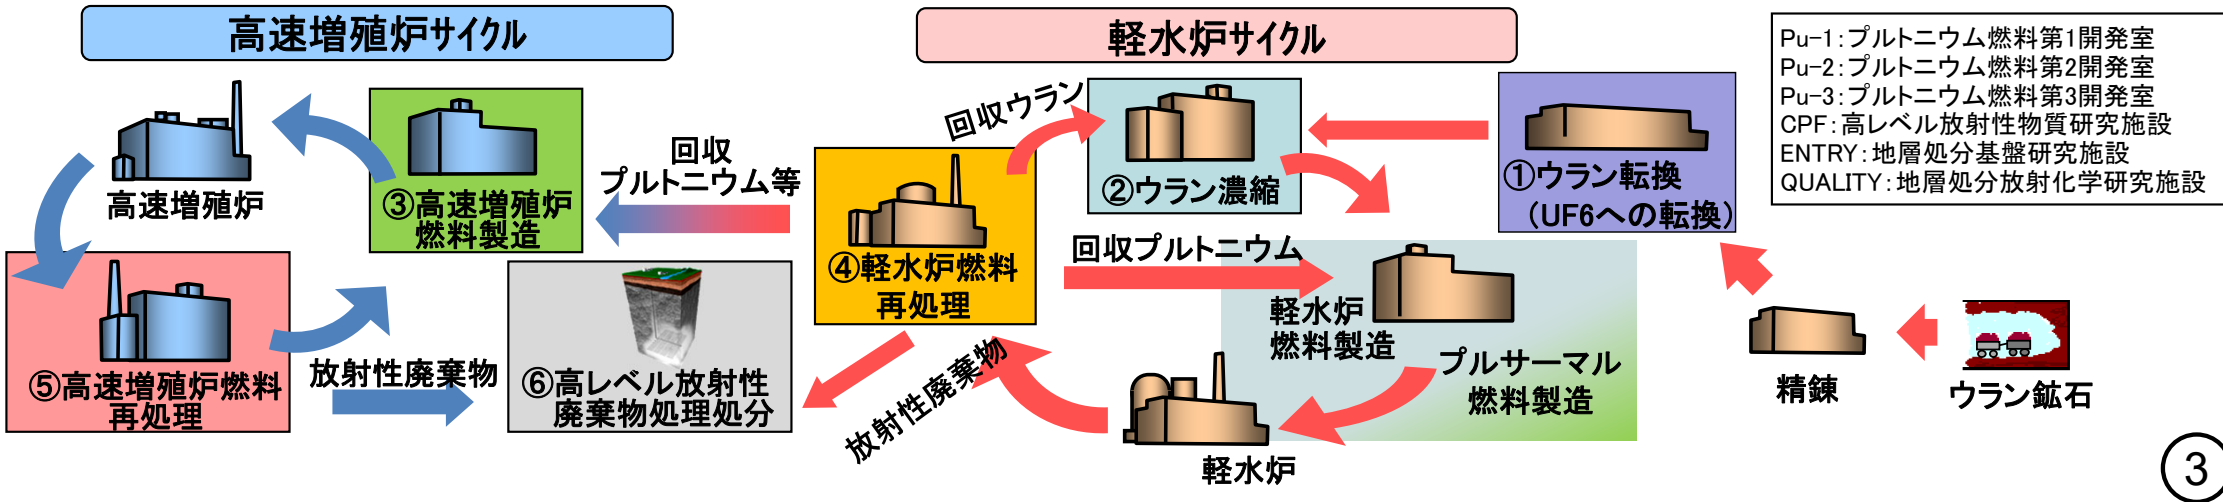 高速増殖炉サイクル
軽水炉サイクル
Pu-1：プルトニウム燃料第1開発室
Pu-2：プルトニウム燃料第2開発室
Pu-3：プルトニウム燃料第3開発室
CPF：高レベル放射性物質研究施設
ENTRY：地層処分基盤研究施設
QUALITY：地層処分放射化学研究施設
高速増殖炉
③高速増殖炉
燃料製造
回収
プルトニウム等
回収ウラン
②ウラン濃縮
①ウラン転換
（UF6への転換）
④軽水炉燃料
再処理
回収プルトニウム
軽水炉
燃料製造
プルサーマル
燃料製造
精錬
ウラン鉱石
⑤高速増殖炉燃料
再処理
放射性廃棄物
⑥高レベル放射性
廃棄物処理処分
放射性廃棄物
軽水炉
3